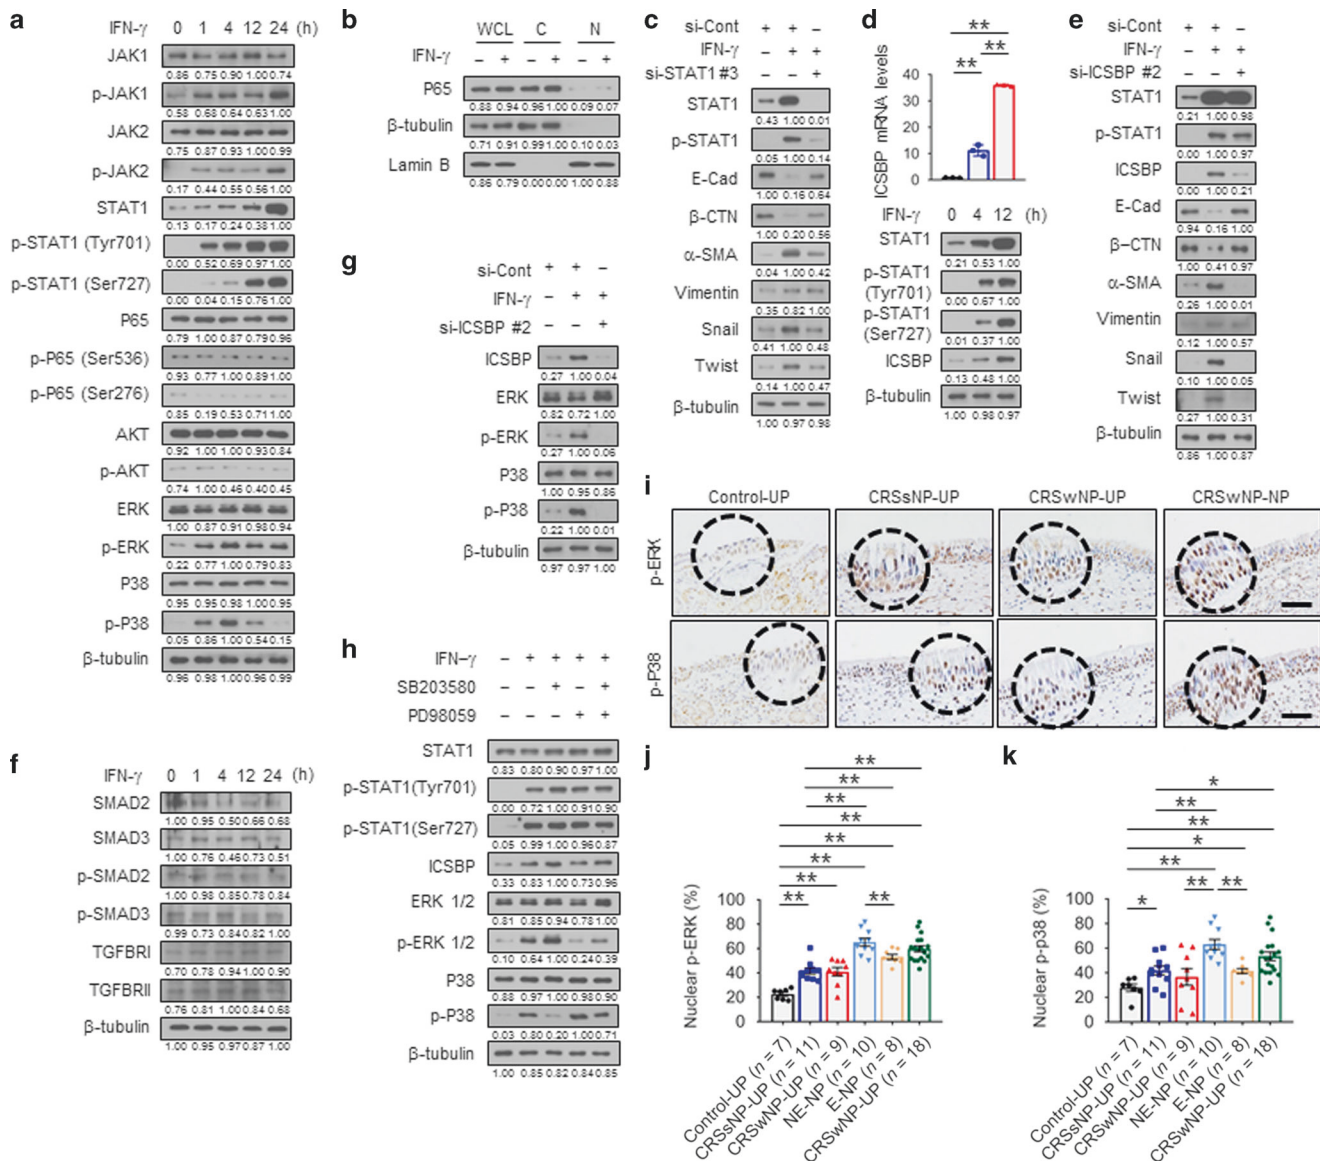 a
IFN-γ 0 1 4 12 24 (h)
JAK1
0.86 0.75 0.90 1.00 0.74
p-JAK1
0.58 0.68 0.64 0.63 1.00
JAK2
0.75 0.87 0.93 1.00 0.99
p-JAK2
0.17 0.44 0.55 0.56 1.00
STAT1
0.13 0.17 0.24 0.38 1.00
p-STAT1 (Tyr701)
0.00 0.52 0.69 0.97 1.00
p-STAT1 (Ser727)
0.00 0.04 0.15 0.76 1.00
P65
0.79 1.00 0.87 0.79 0.96
p-P65 (Ser536)
0.93 0.77 1.00 0.89 1.00
p-P65 (Ser276)
0.85 0.19 0.53 0.71 1.00
AKT
0.92 1.00 1.00 0.93 0.84
p-AKT
0.74 1.00 0.46 0.40 0.45
ERK
1.00 0.87 0.91 0.98 0.94
p-ERK
0.22 0.77 1.00 0.79 0.83
P38
0.95 0.95 0.98 1.00 0.95
p-P38
0.05 0.86 1.00 0.54 0.15
β-tubulin
0.96 0.98 1.00 0.96 0.99
b
WCL C N
IFN-γ − + − + − +
P65
0.88 0.94 0.96 1.00 0.09 0.07
β-tubulin
0.71 0.91 0.99 1.00 0.10 0.03
Lamin B
0.86 0.79 0.00 0.00 1.00 0.88
c
si-Cont + + −
IFN-γ − + +
si-STAT1 #3 − − +
STAT1
0.43 1.00 0.01
p-STAT1
0.05 1.00 0.14
E-Cad
1.00 0.16 0.64
β-CTN
1.00 0.20 0.56
α-SMA
0.04 1.00 0.42
Vimentin
0.35 0.82 1.00
Snail
0.41 1.00 0.48
Twist
0.14 1.00 0.47
β-tubulin
1.00 0.97 0.98
d
**
**
**
ICSBP mRNA levels
40
30
20
10
0
IFN-γ 0 4 12 (h)
STAT1
0.21 0.53 1.00
p-STAT1
(Tyr701)
0.00 0.67 1.00
p-STAT1
(Ser727)
0.01 0.37 1.00
ICSBP
0.13 0.48 1.00
β-tubulin
1.00 0.98 0.97
e
si-Cont + + −
IFN-γ − + +
si-ICSBP #2 − − +
STAT1
0.21 1.00 0.98
p-STAT1
0.00 1.00 0.97
ICSBP
0.00 1.00 0.21
E-Cad
0.94 0.16 1.00
β−CTN
1.00 0.41 0.97
α-SMA
0.26 1.00 0.01
Vimentin
0.12 1.00 0.57
Snail
0.10 1.00 0.05
Twist
0.27 1.00 0.31
β-tubulin
0.86 1.00 0.87
f
IFN-γ 0 1 4 12 24 (h)
SMAD2
1.00 0.95 0.50 0.66 0.68
SMAD3
1.00 0.76 0.46 0.73 0.51
p-SMAD2
1.00 0.98 0.85 0.78 0.84
p-SMAD3
0.99 0.73 0.84 0.82 1.00
TGFBRI
0.70 0.78 0.94 1.00 0.90
TGFBRII
0.76 0.81 1.00 0.84 0.68
β-tubulin
1.00 0.95 0.97 0.87 1.00
g
si-Cont + + −
IFN-γ − + +
si-ICSBP #2 − − +
ICSBP
0.27 1.00 0.04
ERK
0.82 0.72 1.00
p-ERK
0.27 1.00 0.06
P38
1.00 0.95 0.86
p-P38
0.22 1.00 0.01
β-tubulin
0.97 0.97 1.00
h
IFN−γ − + + + +
SB203580 − − + − +
PD98059 − − − + +
STAT1
0.83 0.80 0.90 0.97 1.00
p-STAT1(Tyr701)
0.00 0.72 1.00 0.91 0.90
p-STAT1(Ser727)
0.05 0.99 1.00 0.96 0.87
ICSBP
0.33 0.83 1.00 0.73 0.96
ERK 1/2
0.81 0.85 0.94 0.78 1.00
p-ERK 1/2
0.10 0.64 1.00 0.24 0.39
P38
0.88 0.97 1.00 0.98 0.90
p-P38
0.03 0.80 0.20 1.00 0.71
β-tubulin
1.00 0.85 0.82 0.84 0.85
i
Control-UP CRSsNP-UP CRSwNP-UP CRSwNP-NP
p-ERK
p-P38
j
**
**
**
**
**
**
**
** **
Nuclear p-ERK (%)
100
80
60
40
20
0
Control-UP (n = 7)
CRSsNP-UP (n = 11)
CRSwNP-UP (n = 9)
NE-NP (n = 10)
E-NP (n = 8)
CRSwNP-UP (n = 18)
k
*
**
**
*
**
* ** **
Nuclear p-p38 (%)
100
80
60
40
20
0
Control-UP (n = 7)
CRSsNP-UP (n = 11)
CRSwNP-UP (n = 9)
NE-NP (n = 10)
E-NP (n = 8)
CRSwNP-UP (n = 18)